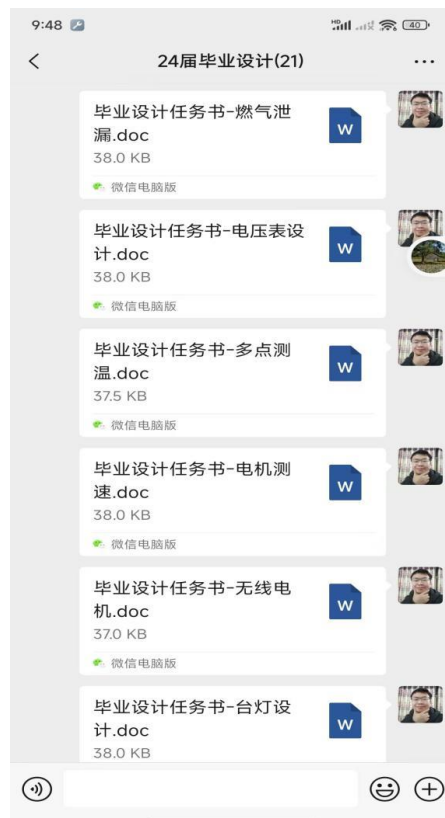 9:48
HD
40
24届毕业设计(21)
毕业设计任务书-燃气泄
漏.doc
38.0 KB
W
微信电脑版
毕业设计任务书-电压表设
计.doc
38.0 KB
W
微信电脑版
毕业设计任务书-多点测
温.doc
37.5 KB
W
微信电脑版
毕业设计任务书-电机测
速.doc
38.0 KB
W
微信电脑版
毕业设计任务书-无线电
机.doc
37.0 KB
W
微信电脑版
毕业设计任务书-台灯设
计.doc
38.0 KB
W